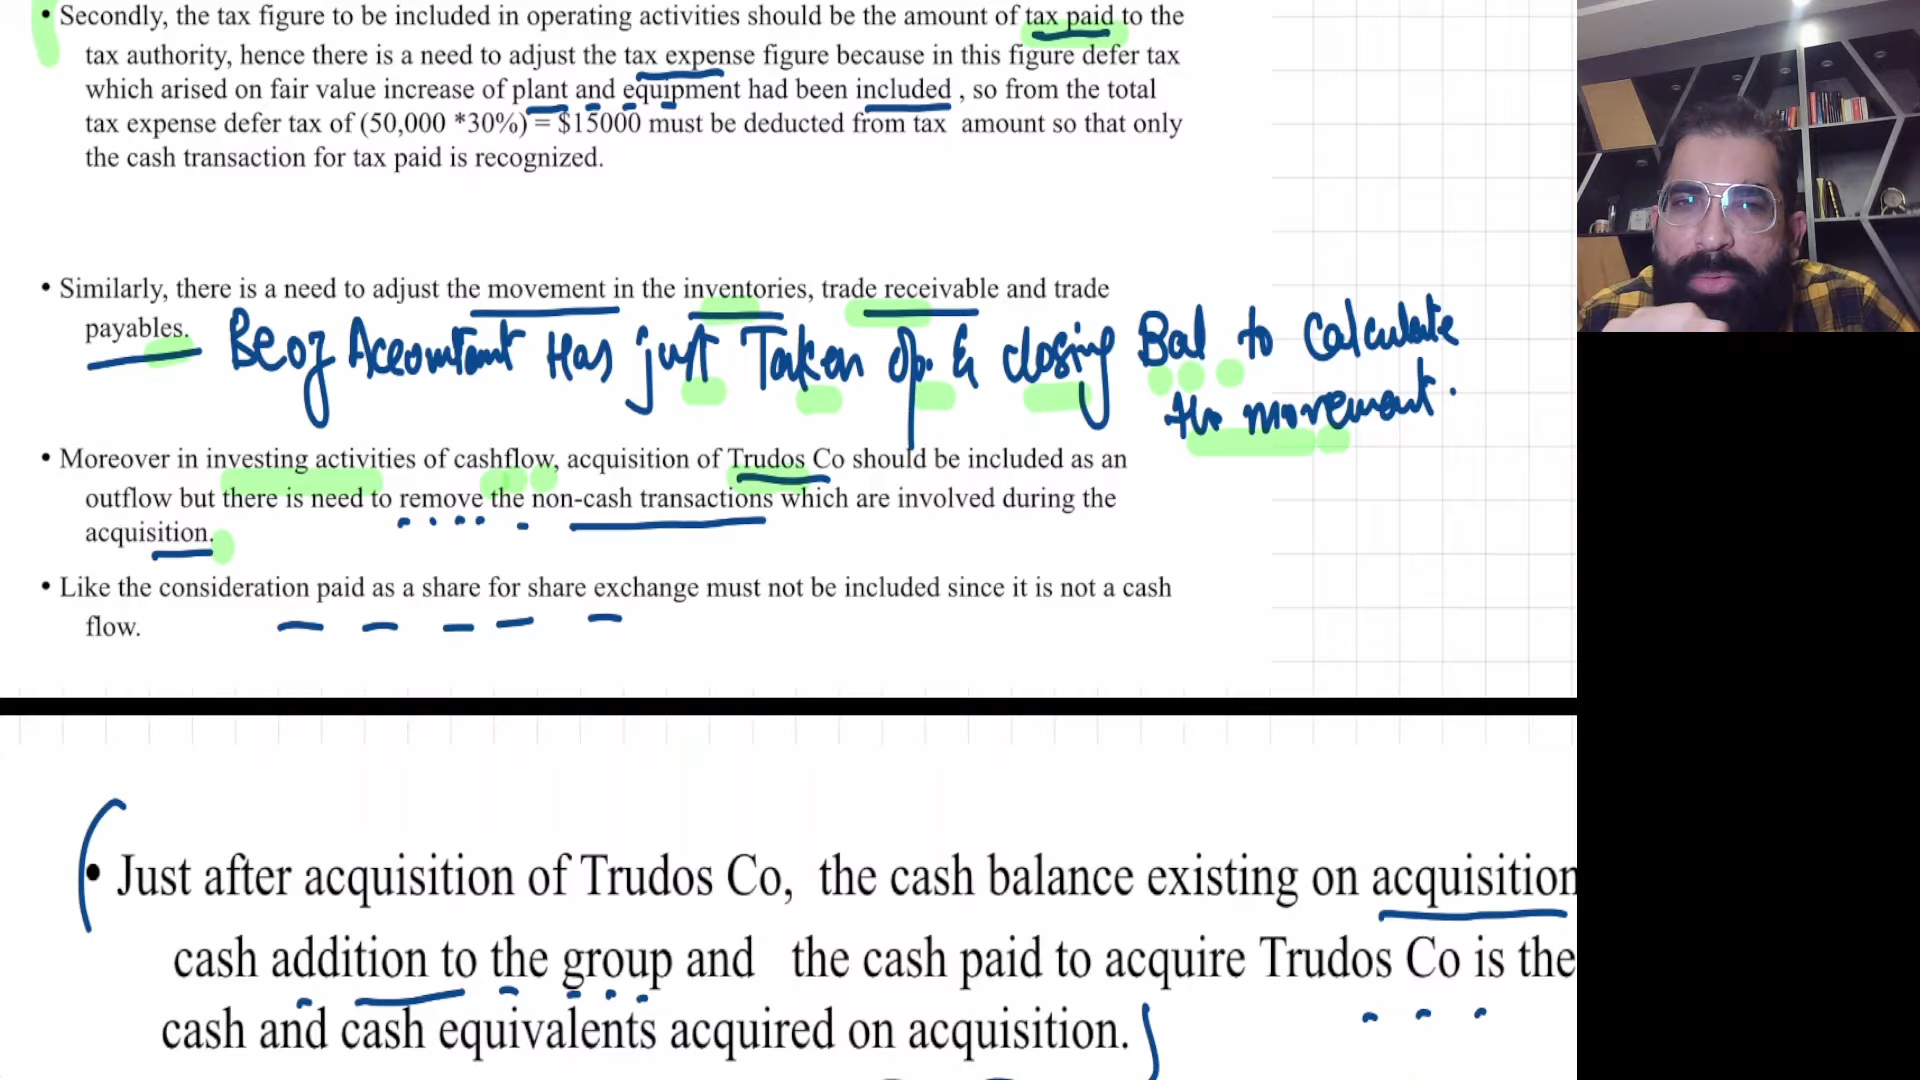 • Secondly, the tax figure to be included in operating activities should be the amount of tax paid to the
tax authority, hence there is a need to adjust the tax expense figure because in this figure defer tax
which arised on fair value increase of plant and equipment had been included , so from the total
tax expense defer tax of (50,000 *30%) = $15000 must be deducted from tax amount so that only
the cash transaction for tax paid is recognized.
• Similarly, there is a need to adjust the movement in the inventories, trade receivable and trade
payables.
Bcoz Accountant Has just Taken op. & closing Bal to Calculate
the movement.
• Moreover in investing activities of cashflow, acquisition of Trudos Co should be included as an
outflow but there is need to remove the non-cash transactions which are involved during the
acquisition.
• Like the consideration paid as a share for share exchange must not be included since it is not a cash
flow.
• Just after acquisition of Trudos Co, the cash balance existing on acquisition
cash addition to the group and the cash paid to acquire Trudos Co is the
cash and cash equivalents acquired on acquisition.